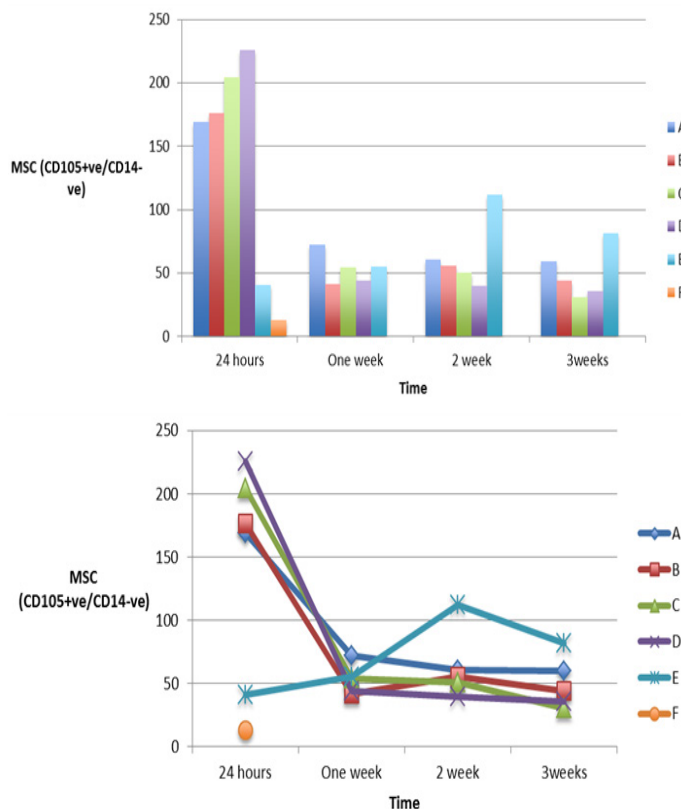 250
200
150
MSC (CD105+ve/CD14-
ve)
100
50
0
24 hours One week 2 week 3weeks
Time
250
200
150
MSC
(CD105+ve/CD14-ve)
100
50
0
24 hours One week 2 week 3weeks
Time
A
B
C
D
E
F